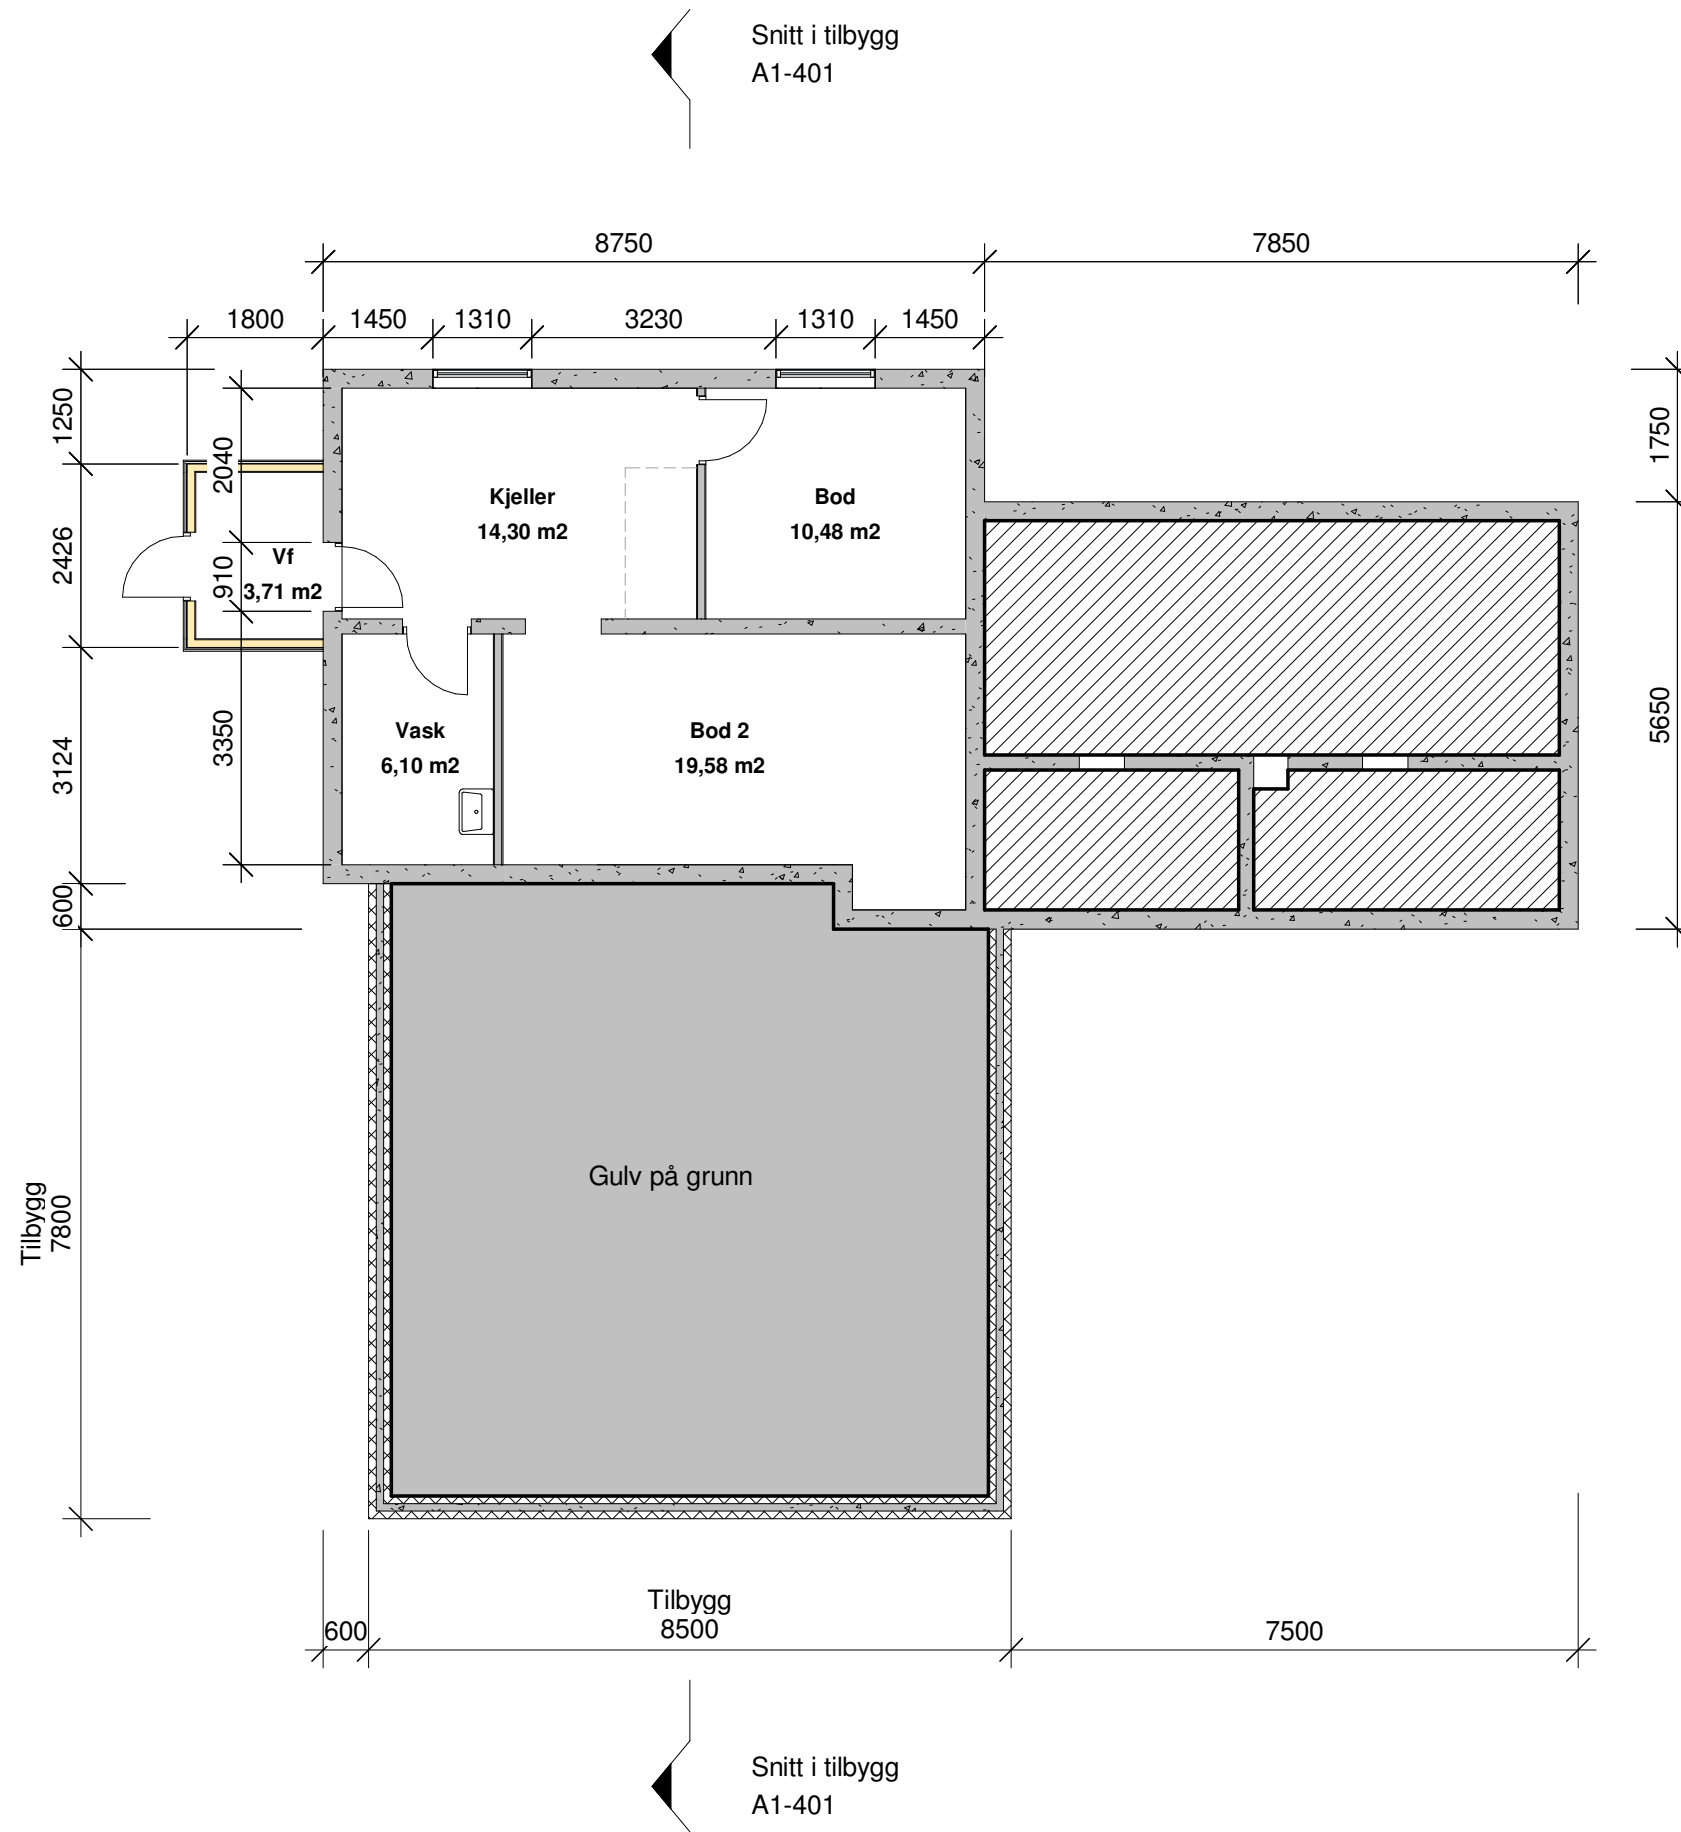 Snitt i tilbygg
A1-401
8750
7850
1800
1450
1310
3230
1310
1450
1250
2040
1750
Kjeller
14,30 m2
Bod
10,48 m2
2426
910
Vf
3,71 m2
5650
3124
3350
Vask
6,10 m2
Bod 2
19,58 m2
600
Gulv på grunn
Tilbygg
7800
Tilbygg
600
8500
7500
Snitt i tilbygg
A1-401